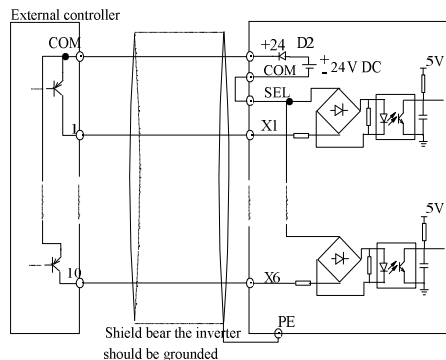 External controller
COM
+24
D2
+
-
24V DC
COM
SEL
5V
1
X1
5V
10
X6
PE
Shield bear the inverter
should be grounded